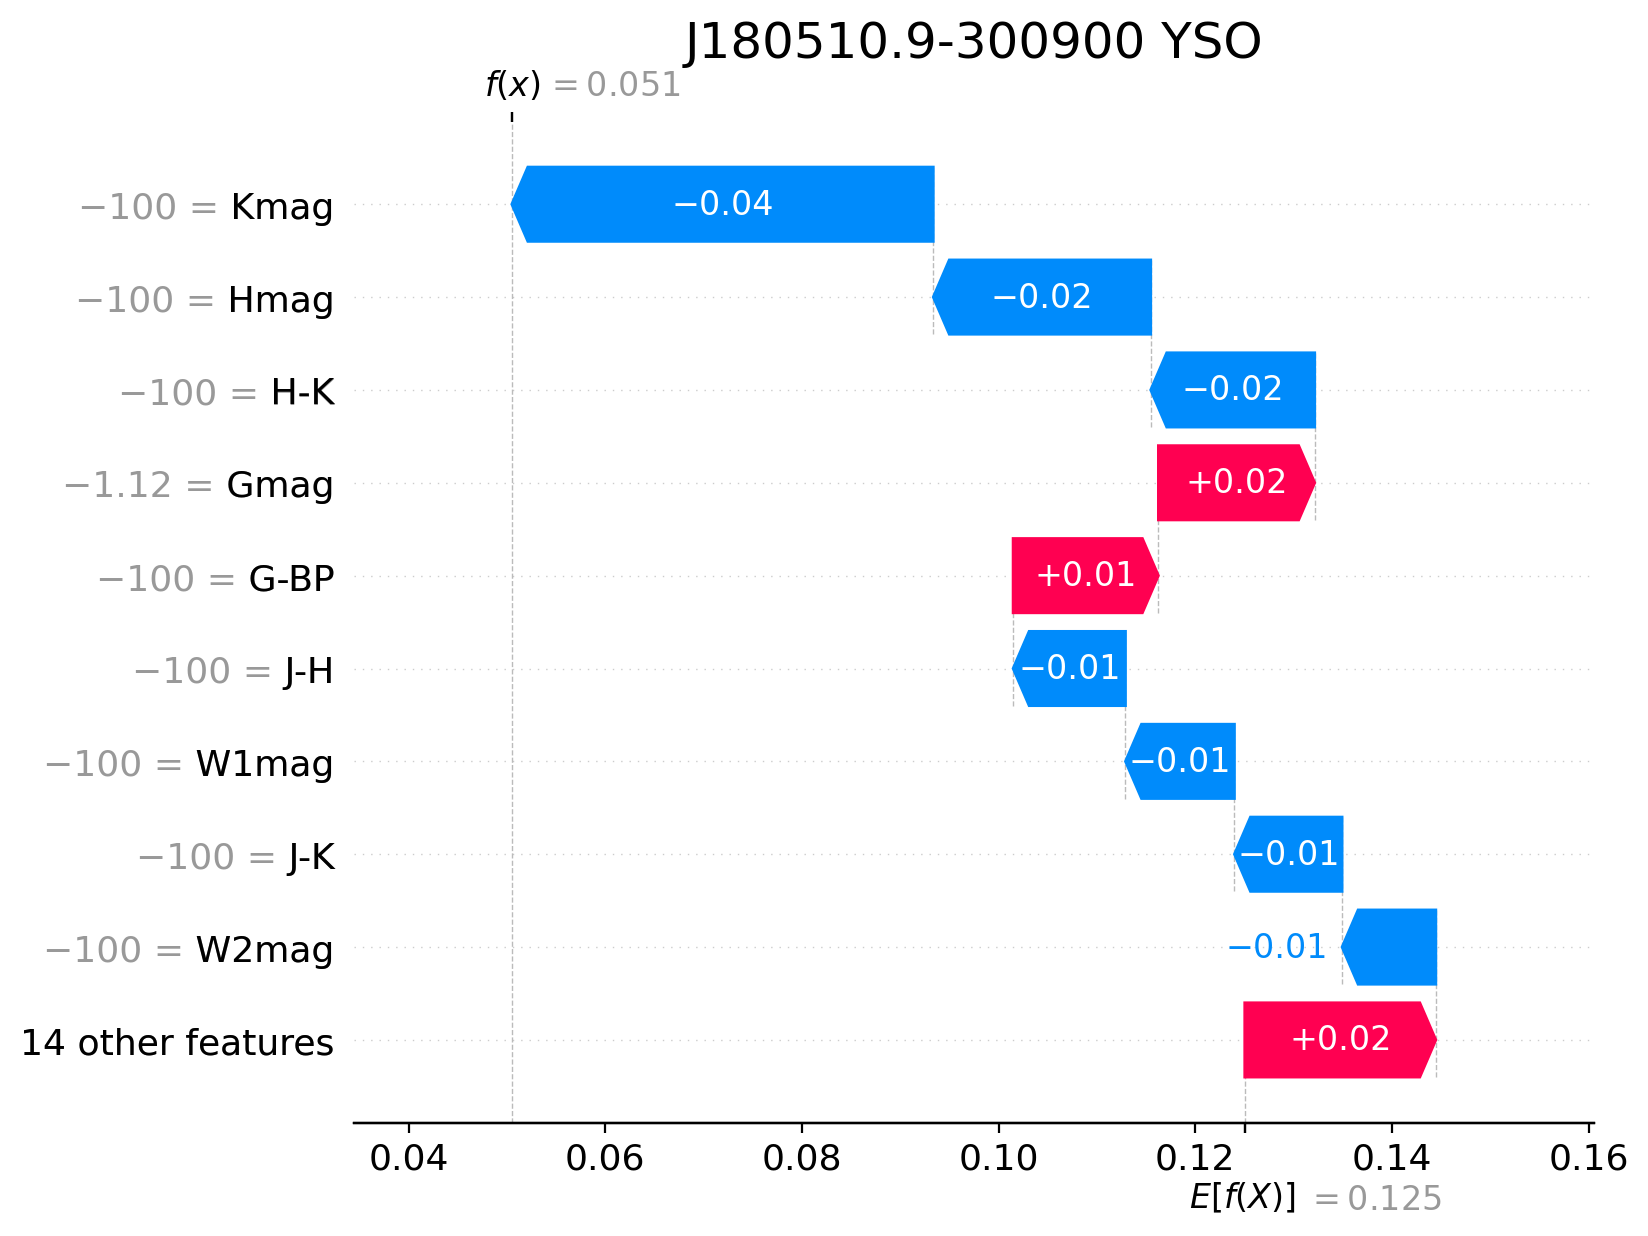 J180510.9-300900 YSO
f(x) = 0.051
−100 = Kmag
−0.04
−100 = Hmag
−0.02
−100 = H-K
−0.02
−1.12 = Gmag
+0.02
−100 = G-BP
+0.01
−100 = J-H
−0.01
−100 = W1mag
−0.01
−100 = J-K
−0.01
−100 = W2mag
−0.01
14 other features
+0.02
0.04 0.06 0.08 0.10 0.12 0.14 0.16
E[f(X)] = 0.125